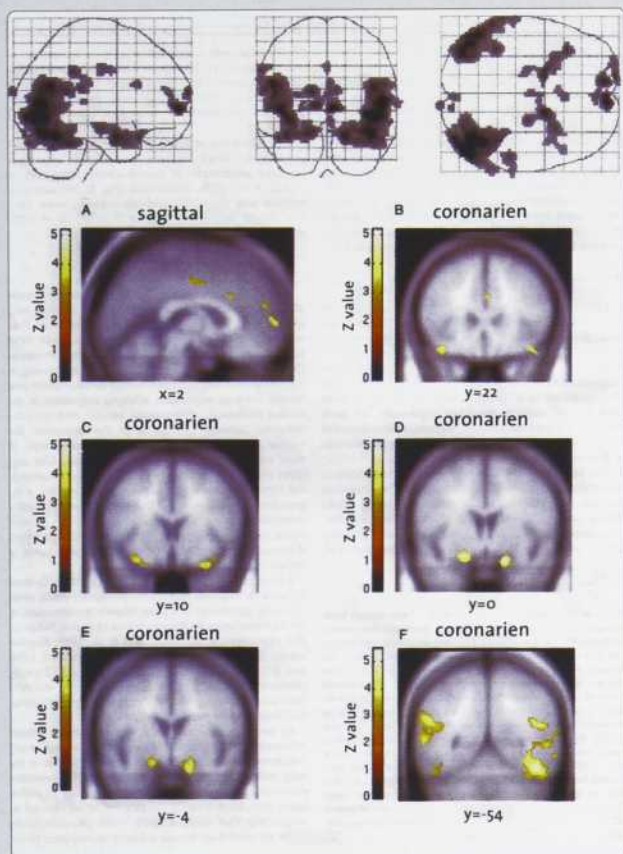 A sagittal
5
4
3
2
1
0
Z value
x=2
B coronarien
5
4
3
2
1
0
Z value
y=22
C coronarien
5
4
3
2
1
0
Z value
y=10
D coronarien
5
4
3
2
1
0
Z value
y=0
E coronarien
5
4
3
2
1
0
Z value
y=-4
F coronarien
5
4
3
2
1
0
Z value
y=-54